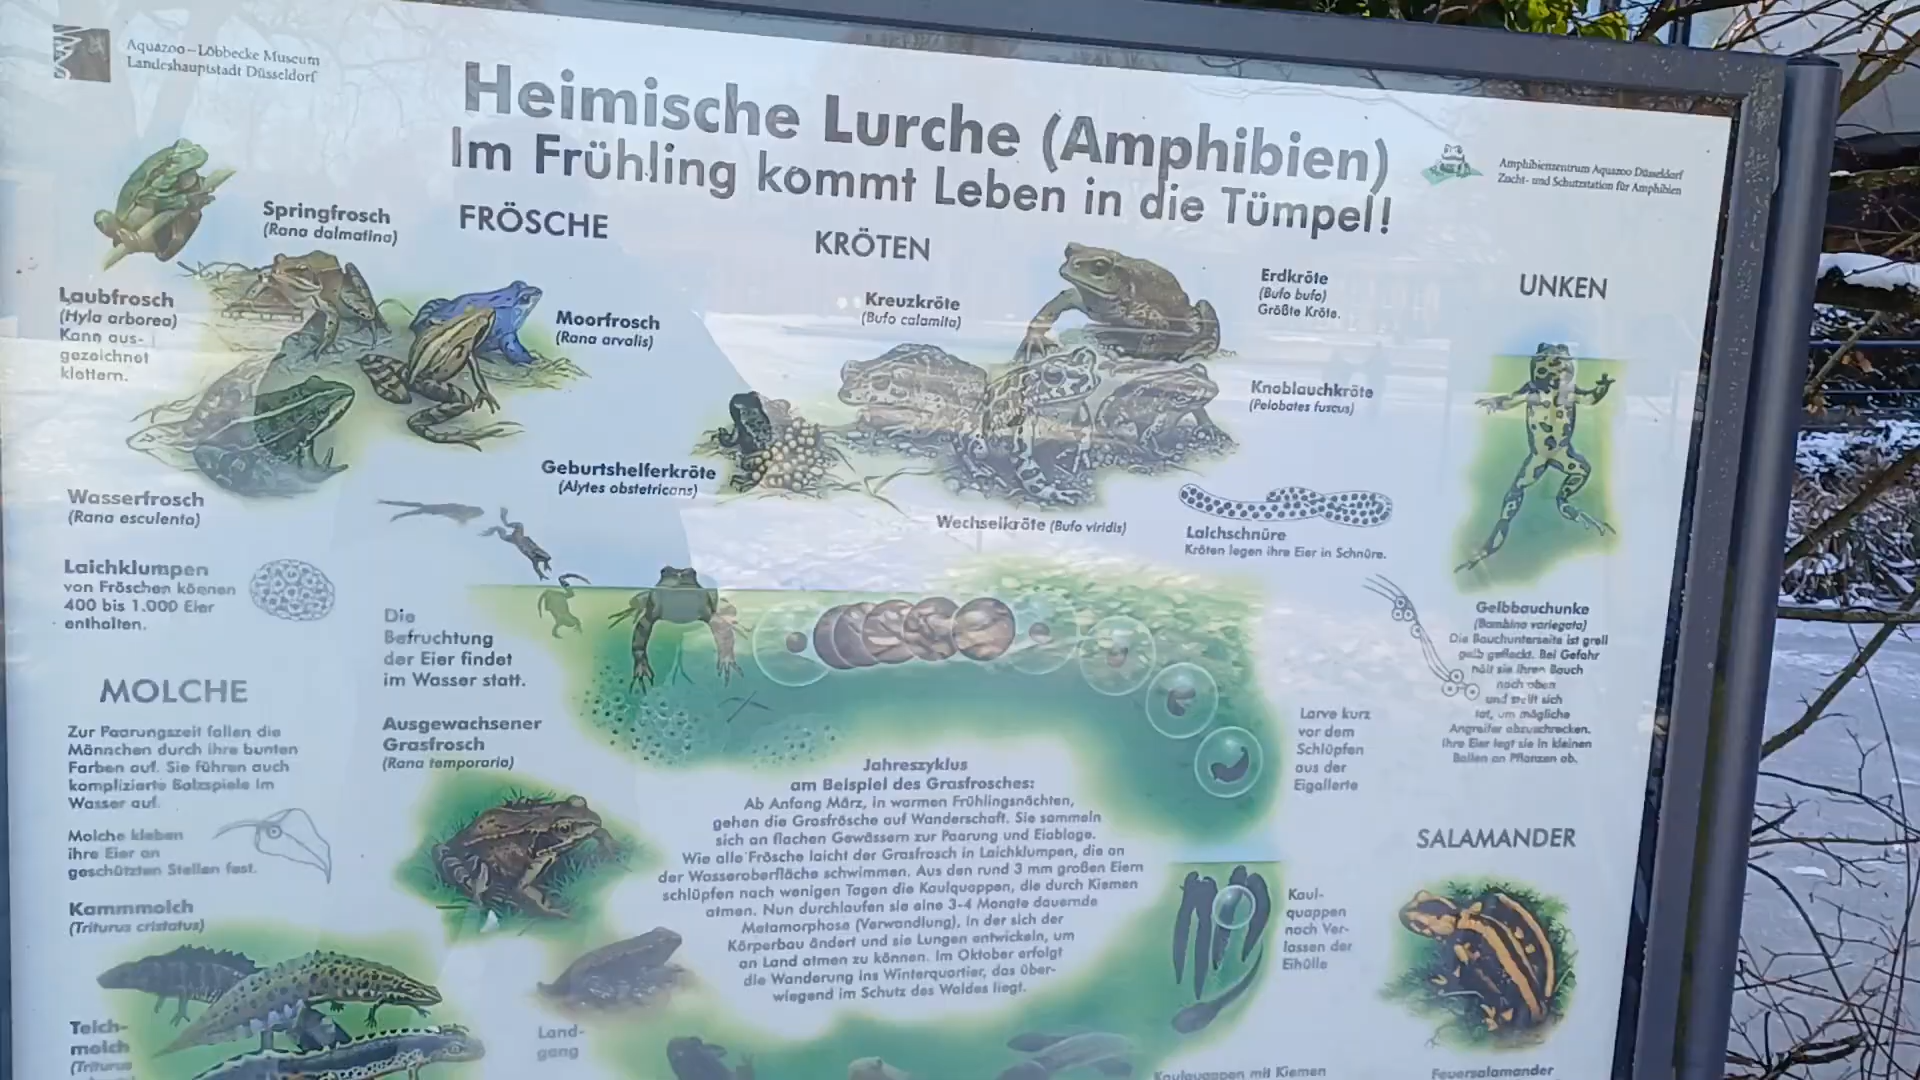 Aquazoo–Löbbecke Museum
Landeshauptstadt Düsseldorf
Heimische Lurche (Amphibien)
Im Frühling kommt Leben in die Tümpel!
Amphibienzentrum Aquazoo Düsseldorf
Zucht- und Schutzstation für Amphibien
FRÖSCHE
Springfrosch
(Rana dalmatina)
Laubfrosch
(Hyla arborea)
Kann aus-
gezeichnet
klettern.
Moorfrosch
(Rana arvalis)
Wasserfrosch
(Rana esculenta)
Laichklumpen
von Fröschen können
400 bis 1.000 Eier
enthalten.
KRÖTEN
Kreuzkröte
(Bufo calamita)
Erdkröte
(Bufo bufo)
Größte Kröte.
Knoblauchkröte
(Pelobates fuscus)
Geburtshelferkröte
(Alytes obstetricans)
Wechselkröte (Bufo viridis)
Laichschnüre
Kröten legen ihre Eier in Schnüre.
UNKEN
Gelbbauchunke
(Bombina variegata)
Die Bauchunterseite ist grell
gelb gefleckt. Bei Gefahr
hält sie ihren Bauch
nach oben
und stellt sich
tot, um mögliche
Angreifer abzuschrecken.
Ihre Eier legt sie in kleinen
Ballen an Pflanzen ab.
Die
Befruchtung
der Eier findet
im Wasser statt.
Ausgewachsener
Grasfrosch
(Rana temporaria)
Larve kurz
vor dem
Schlüpfen
aus der
Eigallerte
Jahreszyklus
am Beispiel des Grasfrosches:
Ab Anfang März, in warmen Frühlingsnächten,
gehen die Grasfrösche auf Wanderschaft. Sie sammeln
sich an flachen Gewässern zur Paarung und Eiablage.
Wie alle Frösche laicht der Grasfrosch in Laichklumpen, die an
der Wasseroberfläche schwimmen. Aus den rund 3 mm großen Eiern
schlüpfen nach wenigen Tagen die Kaulquappen, die durch Kiemen
atmen. Nun durchlaufen sie eine 3-4 Monate dauernde
Metamorphose (Verwandlung), in der sich der
Körperbau ändert und sie Lungen entwickeln, um
an Land atmen zu können. Im Oktober erfolgt
die Wanderung ins Winterquartier, das über-
wiegend im Schutz des Waldes liegt.
Kaul-
quappen
nach Ver-
lassen der
Eihülle
Land-
gang
Kaulquappen mit Kiemen
MOLCHE
Zur Paarungszeit fallen die
Männchen durch ihre bunten
Farben auf. Sie führen auch
komplizierte Balzspiele im
Wasser auf.
Molche kleben
ihre Eier an
geschützten Stellen fest.
Kammmolch
(Triturus cristatus)
Teich-
molch
(Triturus
SALAMANDER
Feuersalamander